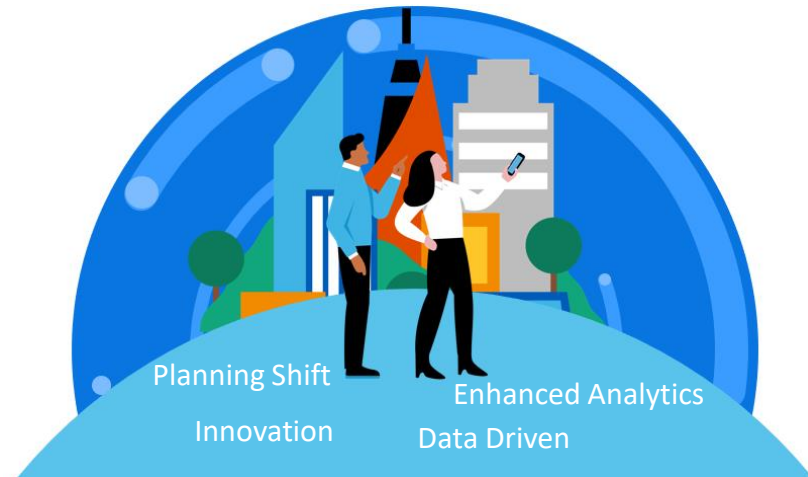 Planning Shift
Enhanced Analytics
Innovation
Data Driven